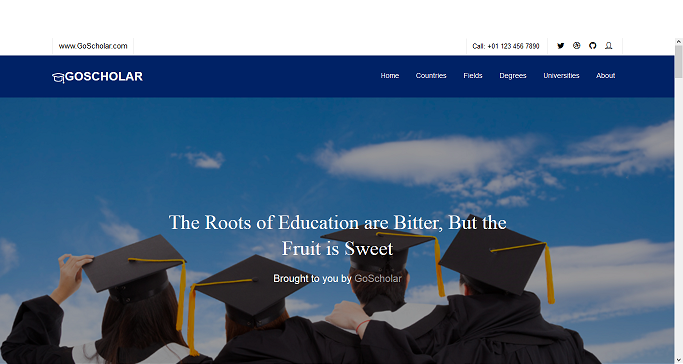 www.GoScholar.com
Call: +01 123 456 7890
GOSCHOLAR
Home Countries Fields Degrees Universities About
The Roots of Education are Bitter, But the
Fruit is Sweet
Brought to you by GoScholar